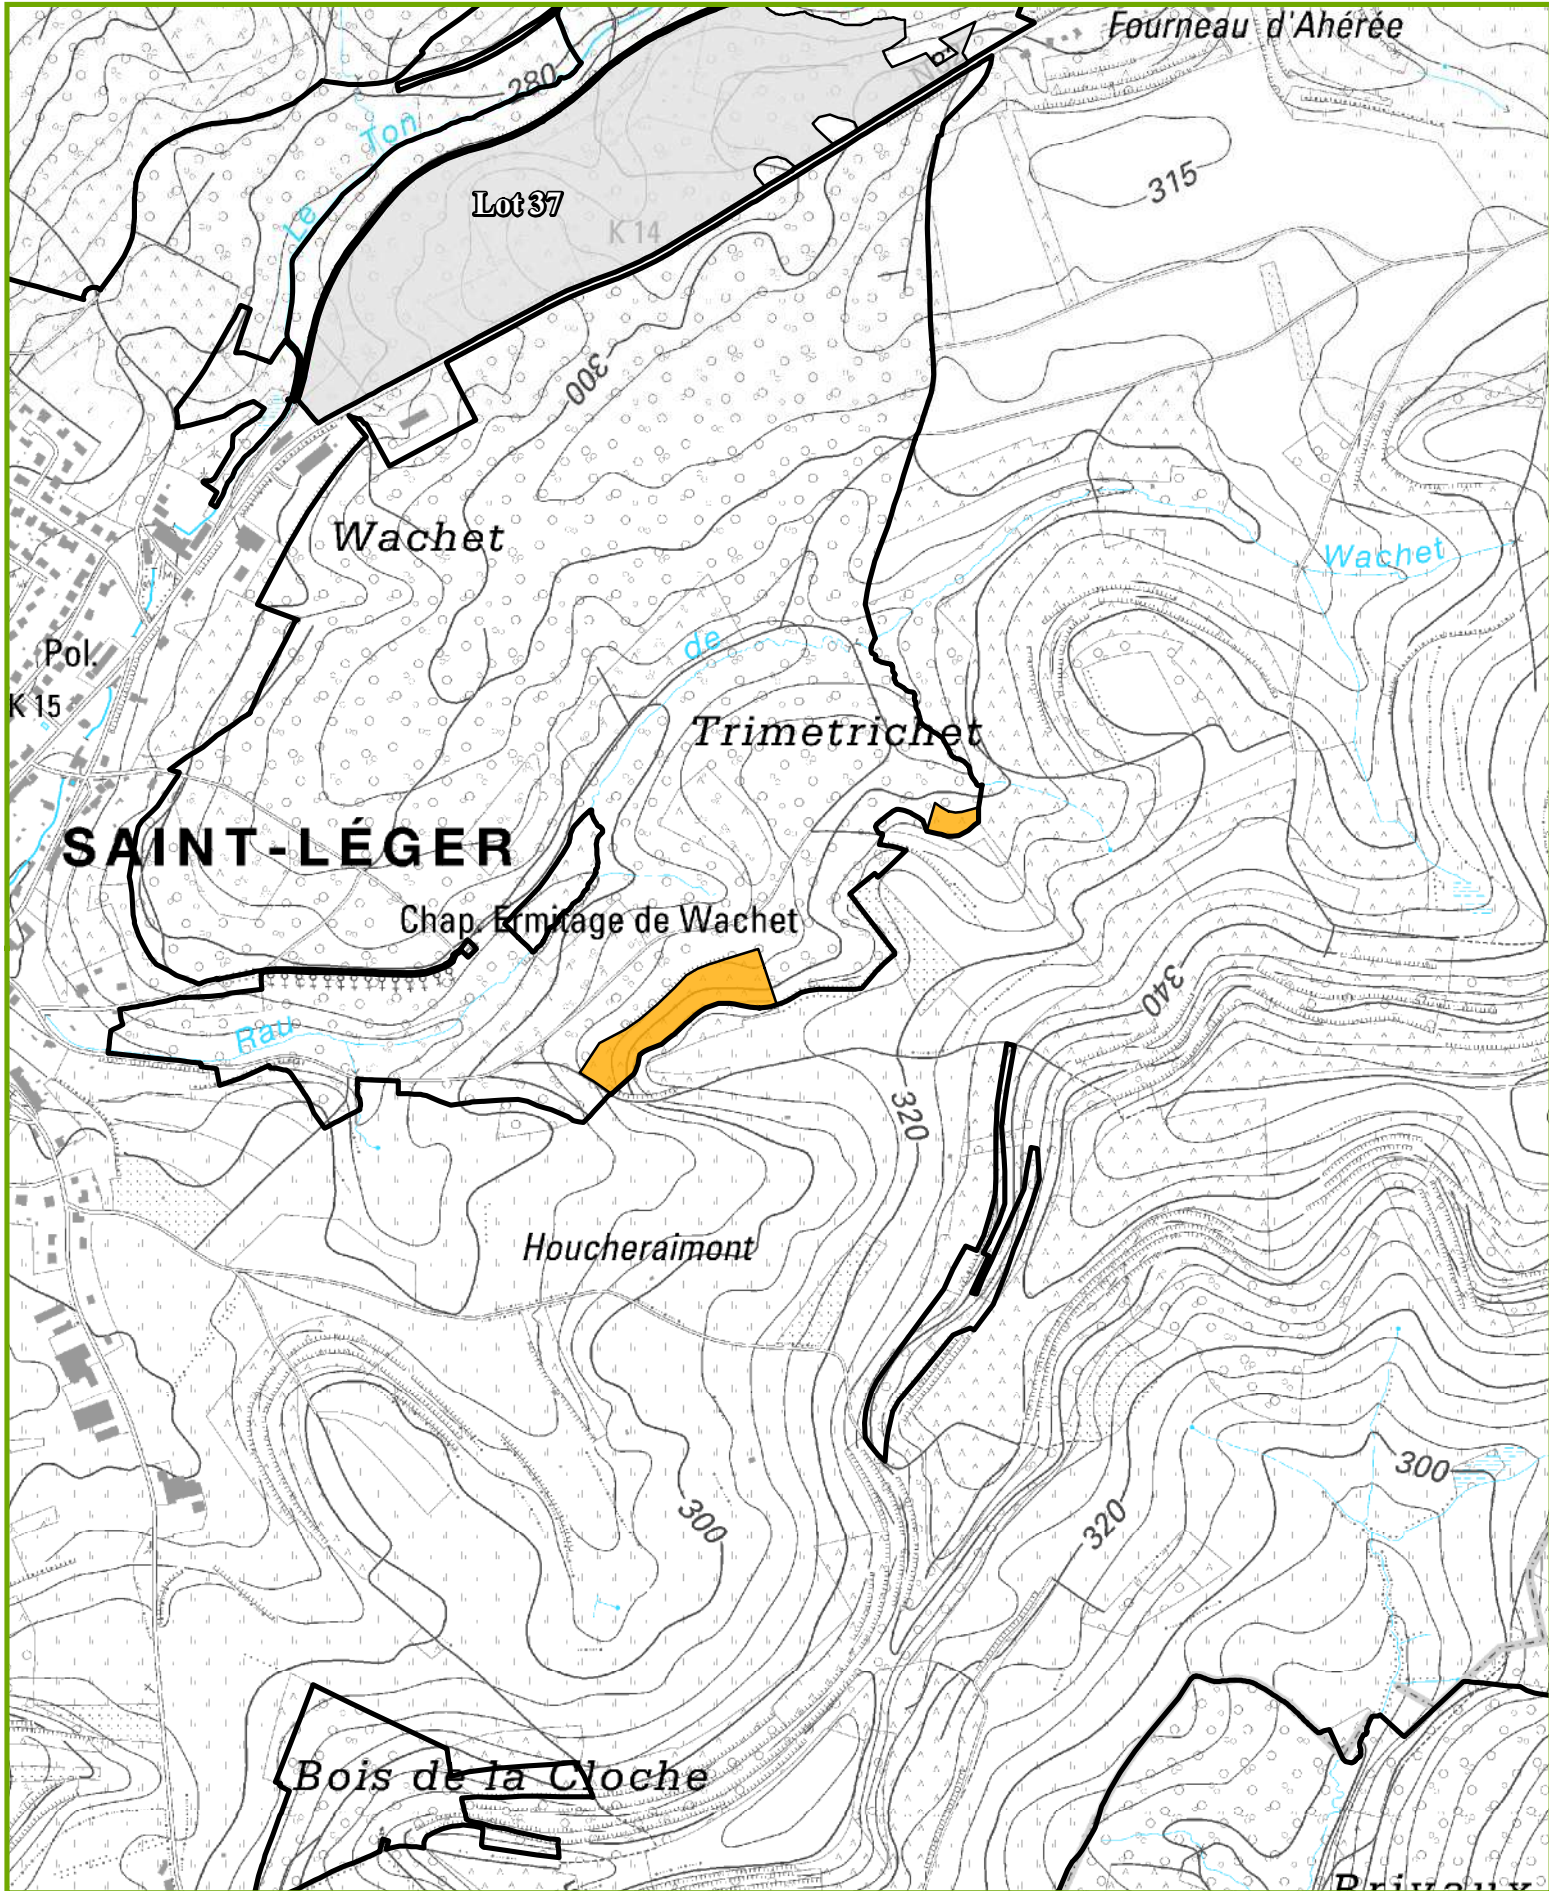 Fourneau d'Ahérée
280
Le Ton
315
Lot 37
K 14
300
Wachet
Wachet
Pol.
de
K 15
Trimetrichet
SAINT-LÉGER
Chap. Ermitage de Wachet
340
Rau
320
Houcheraimont
300
300
320
Bois de la Cloche